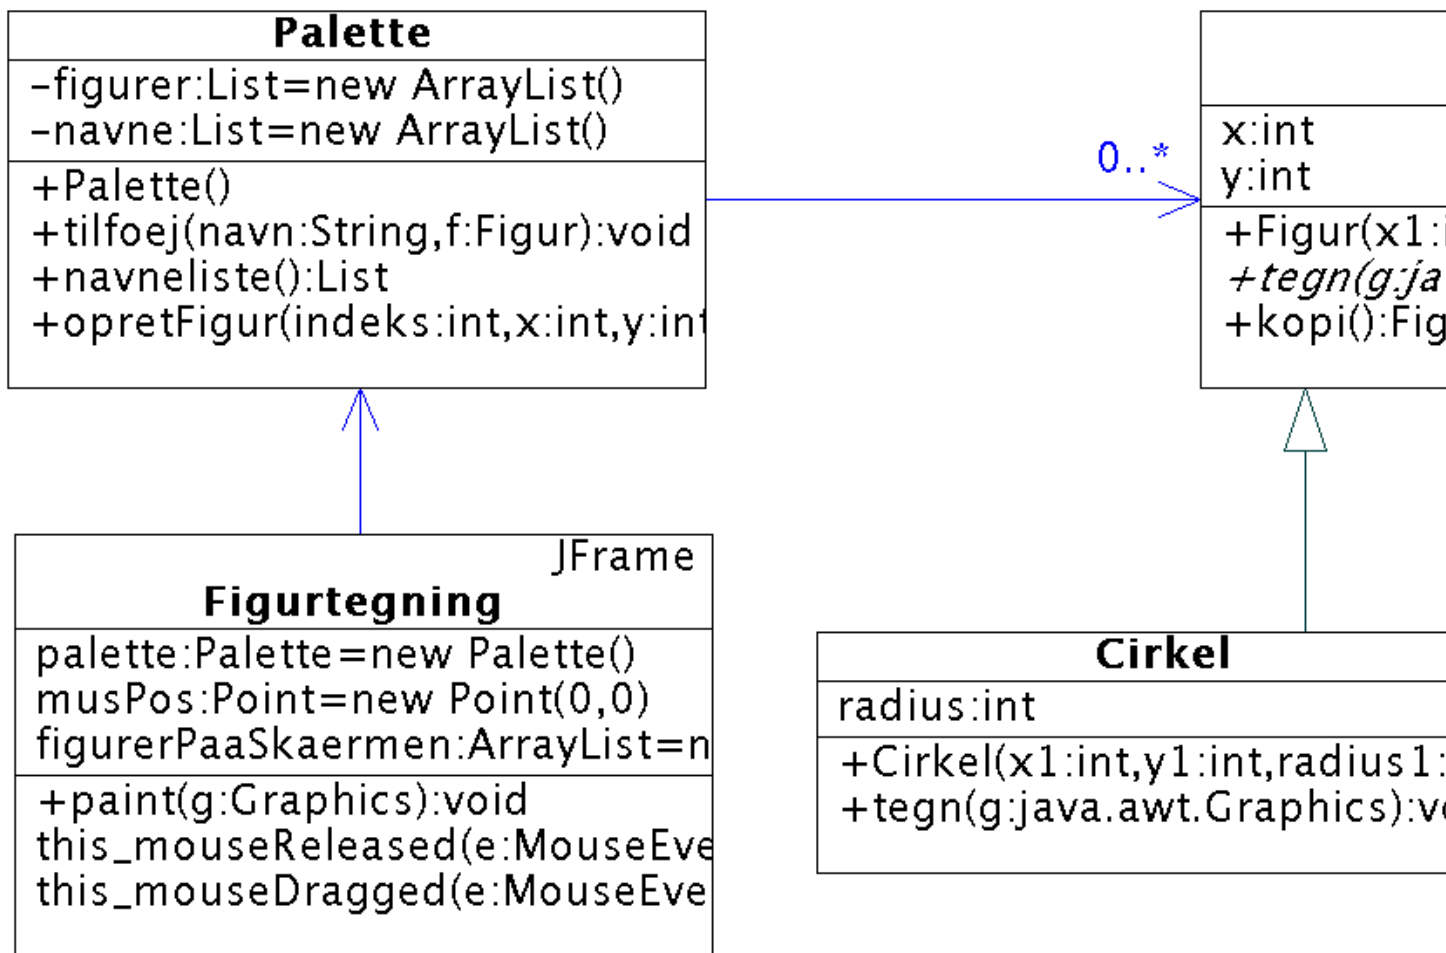 Palette
-figurer:List=new ArrayList()
-navne:List=new ArrayList()
+Palette()
+tilfoej(navn:String,f:Figur):void
+navneliste():List
+opretFigur(indeks:int,x:int,y:int
0..*
x:int
y:int
+Figur(x1:
+tegn(g:ja
+kopi():Fig
JFrame
Figurtegning
palette:Palette=new Palette()
musPos:Point=new Point(0,0)
figurerPaaSkaermen:ArrayList=n
+paint(g:Graphics):void
this_mouseReleased(e:MouseEve
this_mouseDragged(e:MouseEve
Cirkel
radius:int
+Cirkel(x1:int,y1:int,radius1:
+tegn(g:java.awt.Graphics):v